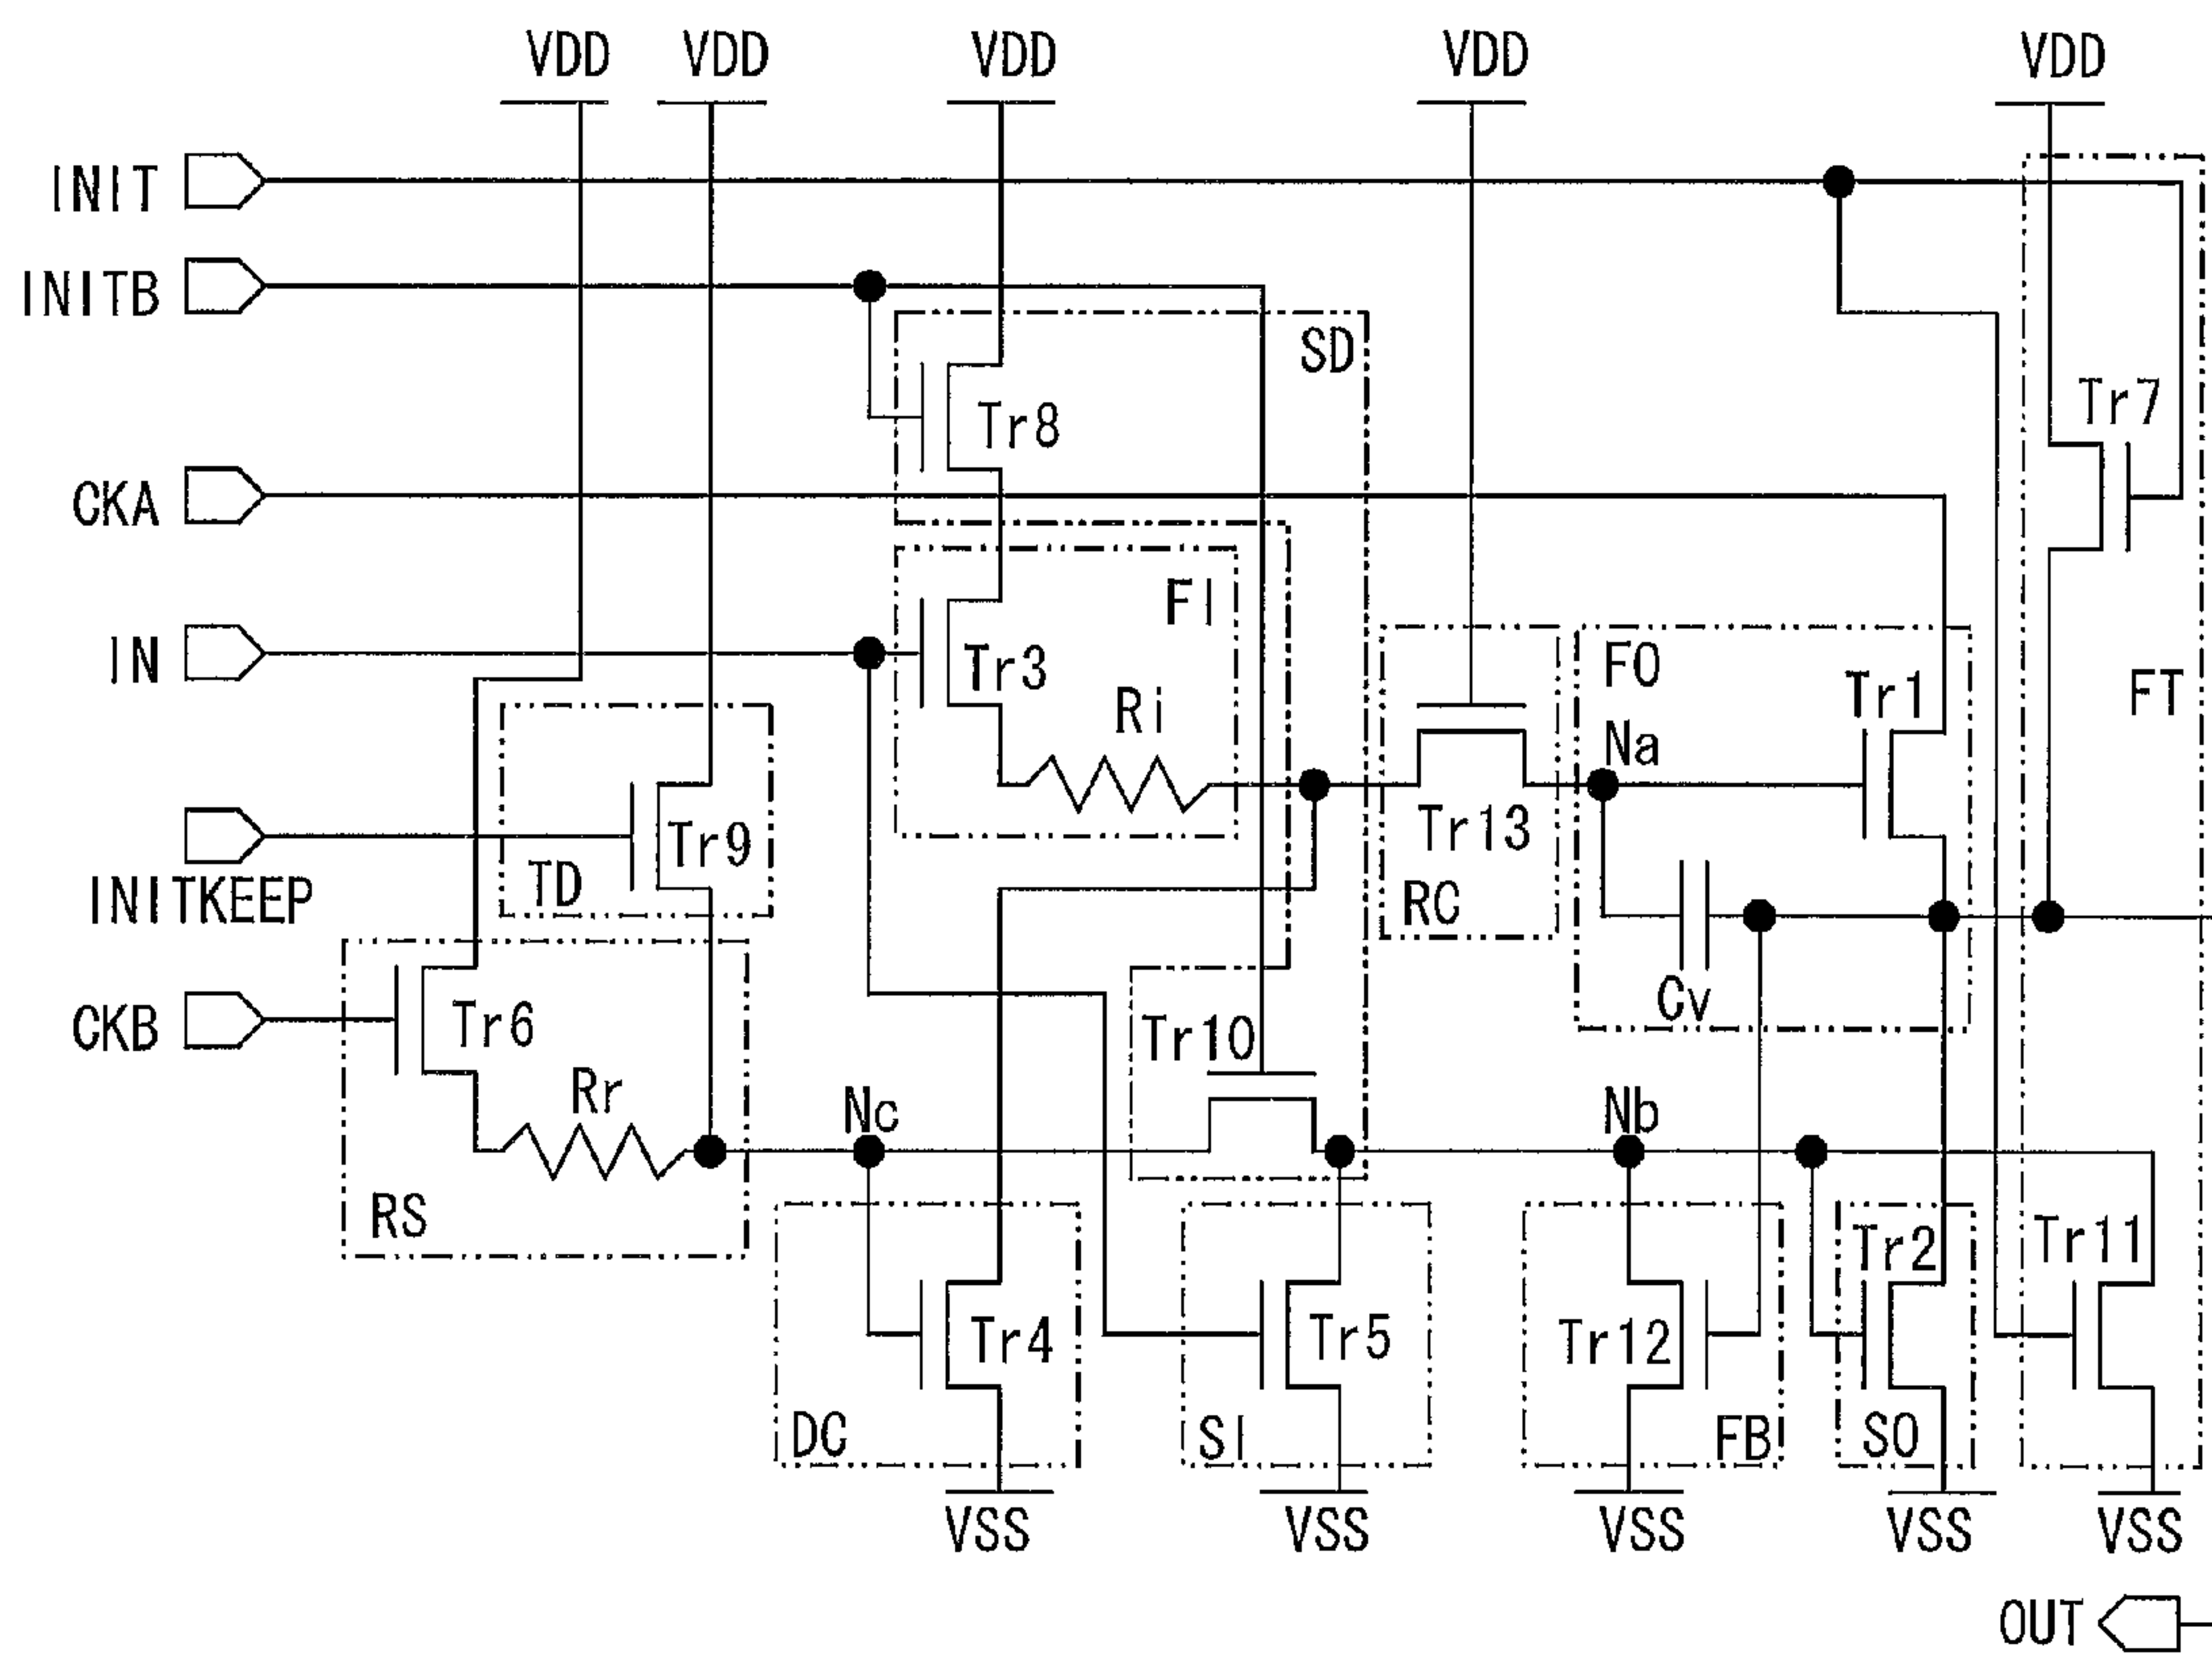 VDD VDD VDD VDD VDD
INIT
INITB
SD
Tr8
Tr7
CKA
FI
IN
Tr3
Ri
FO
Tr1
FT
Na
Tr13
Tr9
TD
RC
INITKEEP
Cv
CKB
Tr6
Tr10
Rr
Nc
Nb
RS
Tr4
Tr5
Tr12
Tr2
Tr11
DC
SI
FB
SO
VSS VSS VSS VSS VSS
OUT